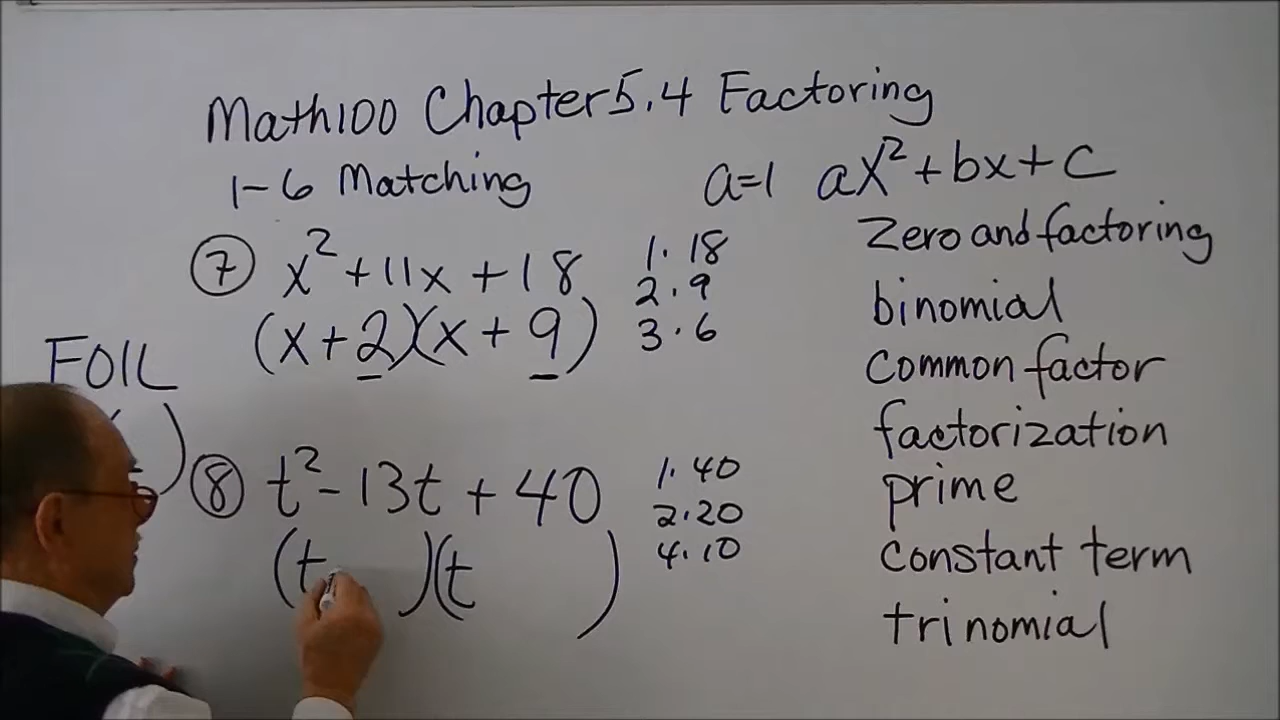 Math100 Chapter 5.4 Factoring
1-6 Matching
a=1 ax²+bx+c
⑦ x²+11x+18
(x+2)(x+9)
1·18
2·9
3·6
FOIL
( )
⑧ t²-13t+40
(t )(t )
1·40
2·20
4·10
Zero and factoring
binomial
common factor
factorization
prime
constant term
trinomial